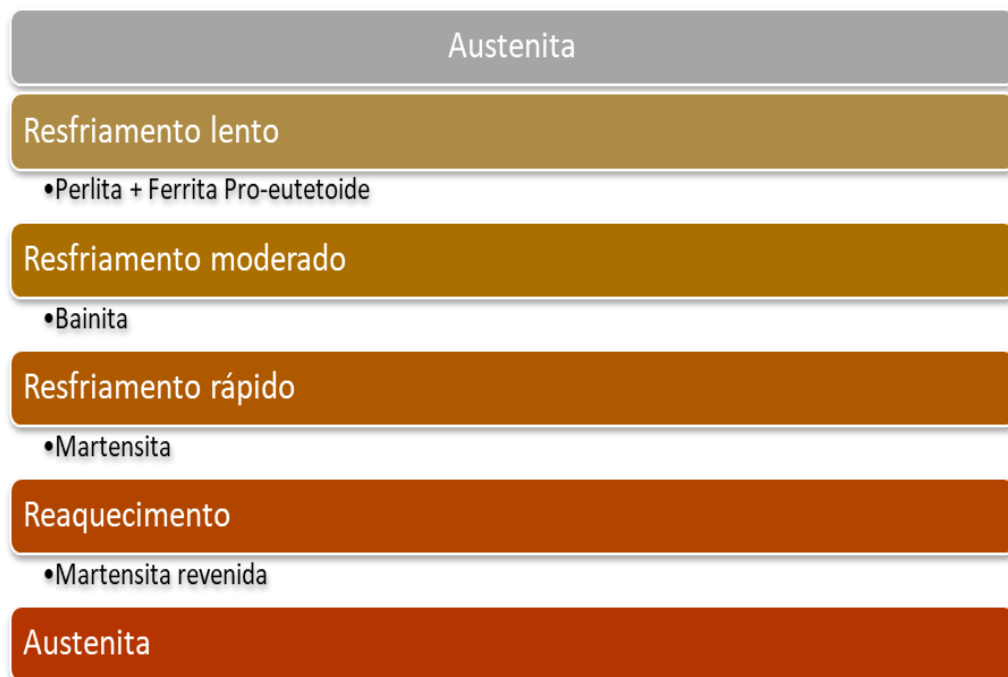 Austenita
Resfriamento lento
•Perlita + Ferrita Pro-eutetoide
Resfriamento moderado
•Bainita
Resfriamento rápido
•Martensita
Reaquecimento
•Martensita revenida
Austenita